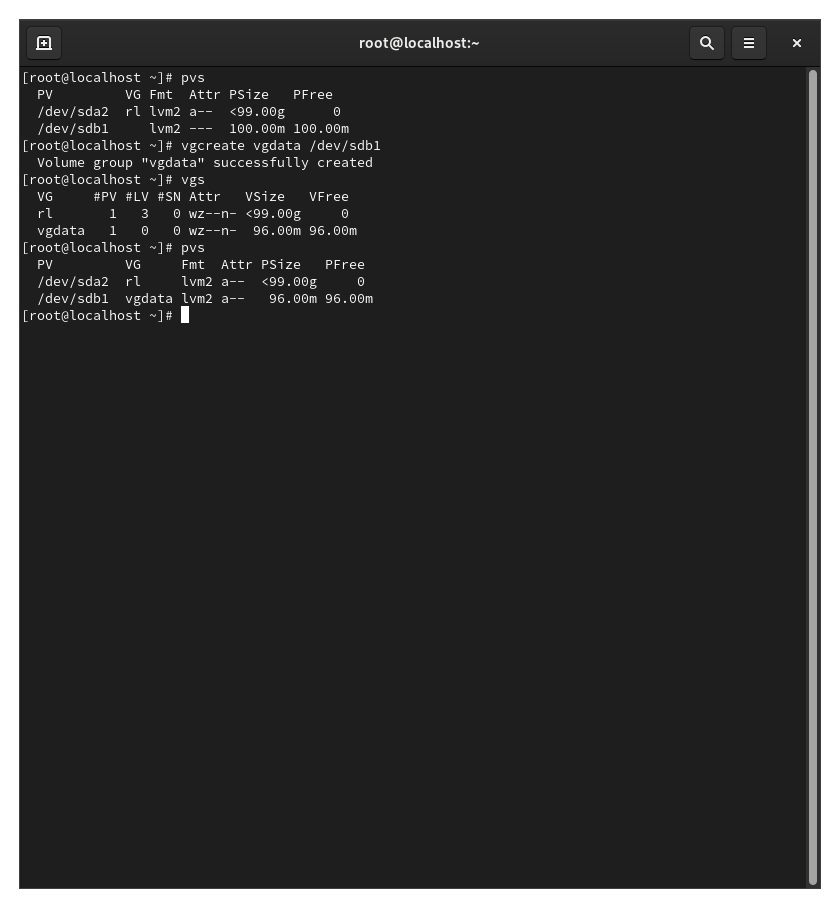 root@localhost:~
[root@localhost ~]# pvs
  PV         VG Fmt  Attr PSize   PFree
  /dev/sda2  rl lvm2 a--  <99.00g      0
  /dev/sdb1     lvm2 ---  100.00m 100.00m
[root@localhost ~]# vgcreate vgdata /dev/sdb1
  Volume group "vgdata" successfully created
[root@localhost ~]# vgs
  VG     #PV #LV #SN Attr   VSize   VFree
  rl       1   3   0 wz--n- <99.00g     0
  vgdata   1   0   0 wz--n-  96.00m 96.00m
[root@localhost ~]# pvs
  PV         VG     Fmt  Attr PSize   PFree
  /dev/sda2  rl     lvm2 a--  <99.00g     0
  /dev/sdb1  vgdata lvm2 a--   96.00m 96.00m
[root@localhost ~]#